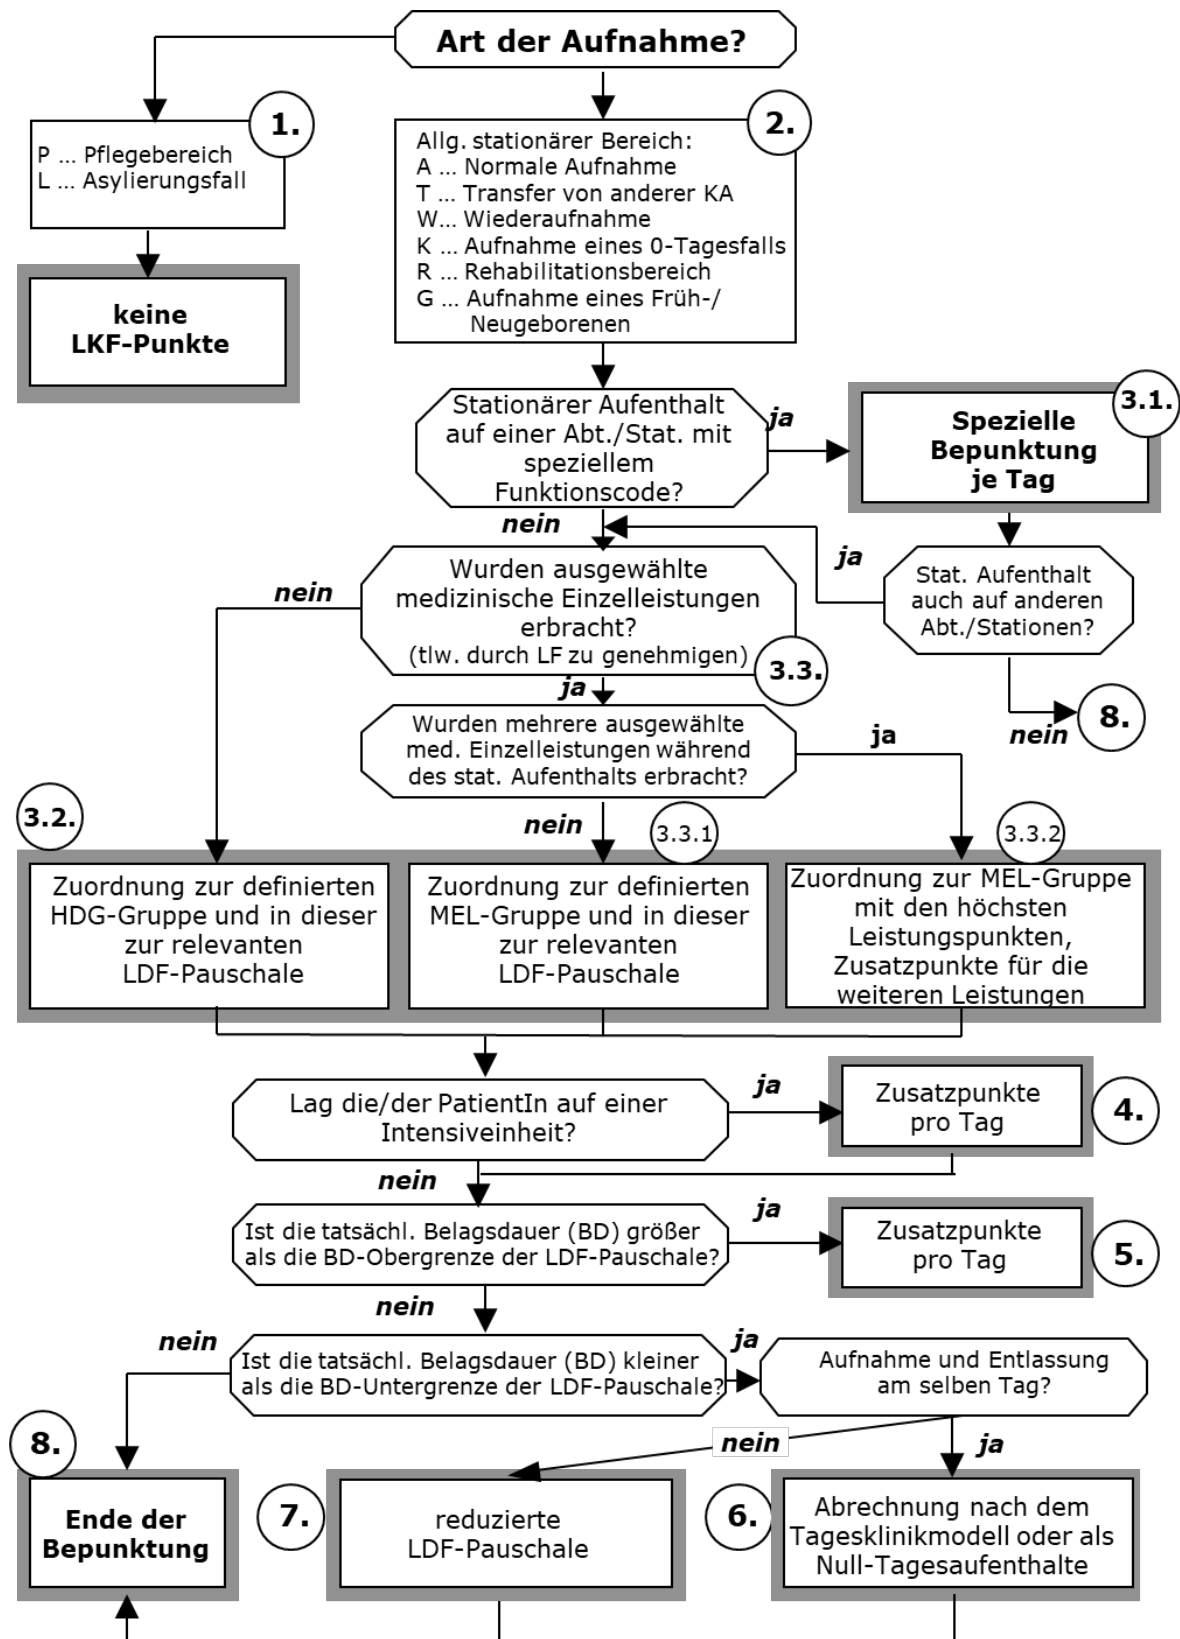 Art der Aufnahme?
1.
P ... Pflegebereich
L ... Asylierungsfall
keine
LKF-Punkte
2.
Allg. stationärer Bereich:
A ... Normale Aufnahme
T ... Transfer von anderer KA
W... Wiederaufnahme
K ... Aufnahme eines 0-Tagesfalls
R ... Rehabilitationsbereich
G ... Aufnahme eines Früh-/
Neugeborenen
Stationärer Aufenthalt
auf einer Abt./Stat. mit
speziellem
Funktionscode?
ja
3.1.
Spezielle
Bepunktung
je Tag
nein
ja
Stat. Aufenthalt
auch auf anderen
Abt./Stationen?
nein
8.
nein
Wurden ausgewählte
medizinische Einzelleistungen
erbracht?
(tlw. durch LF zu genehmigen)
3.3.
ja
Wurden mehrere ausgewählte
med. Einzelleistungen während
des stat. Aufenthalts erbracht?
ja
3.2.
nein
3.3.1
3.3.2
Zuordnung zur definierten
HDG-Gruppe und in dieser
zur relevanten
LDF-Pauschale
Zuordnung zur definierten
MEL-Gruppe und in dieser
zur relevanten
LDF-Pauschale
Zuordnung zur MEL-Gruppe
mit den höchsten
Leistungspunkten,
Zusatzpunkte für die
weiteren Leistungen
Lag die/der PatientIn auf einer
Intensiveinheit?
ja
Zusatzpunkte
pro Tag
4.
nein
Ist die tatsächl. Belagsdauer (BD) größer
als die BD-Obergrenze der LDF-Pauschale?
ja
Zusatzpunkte
pro Tag
5.
nein
nein
Ist die tatsächl. Belagsdauer (BD) kleiner
als die BD-Untergrenze der LDF-Pauschale?
ja
Aufnahme und Entlassung
am selben Tag?
nein
ja
8.
Ende der
Bepunktung
7.
reduzierte
LDF-Pauschale
6.
Abrechnung nach dem
Tagesklinikmodell oder als
Null-Tagesaufenthalte